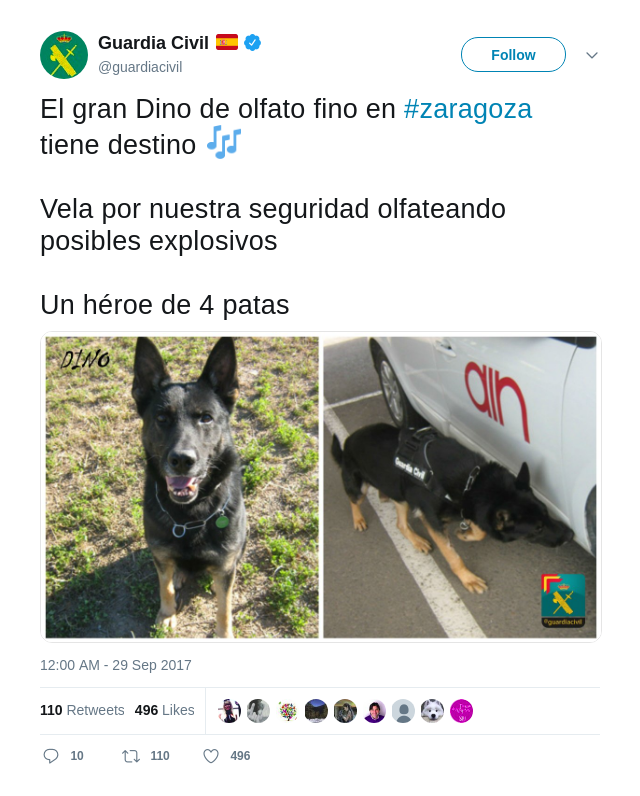 Guardia Civil
@guardiacivil
Follow
El gran Dino de olfato fino en #zaragoza
tiene destino
Vela por nuestra seguridad olfateando
posibles explosivos
Un héroe de 4 patas
DINO
ain
Guardia Civil
#guardiacivil
12:00 AM - 29 Sep 2017
110 Retweets 496 Likes
10 110 496